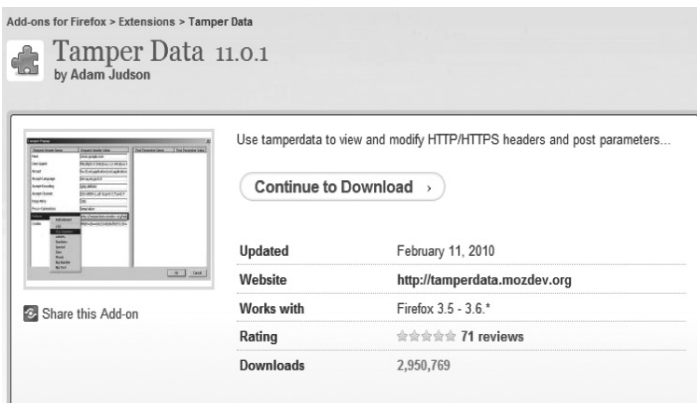 Add-ons for Firefox > Extensions > Tamper Data
Tamper Data 11.0.1
by Adam Judson
Use tamperdata to view and modify HTTP/HTTPS headers and post parameters...
Continue to Download ›
Updated February 11, 2010
Website http://tamperdata.mozdev.org
Works with Firefox 3.5 - 3.6.*
Rating 71 reviews
Downloads 2,950,769
Share this Add-on